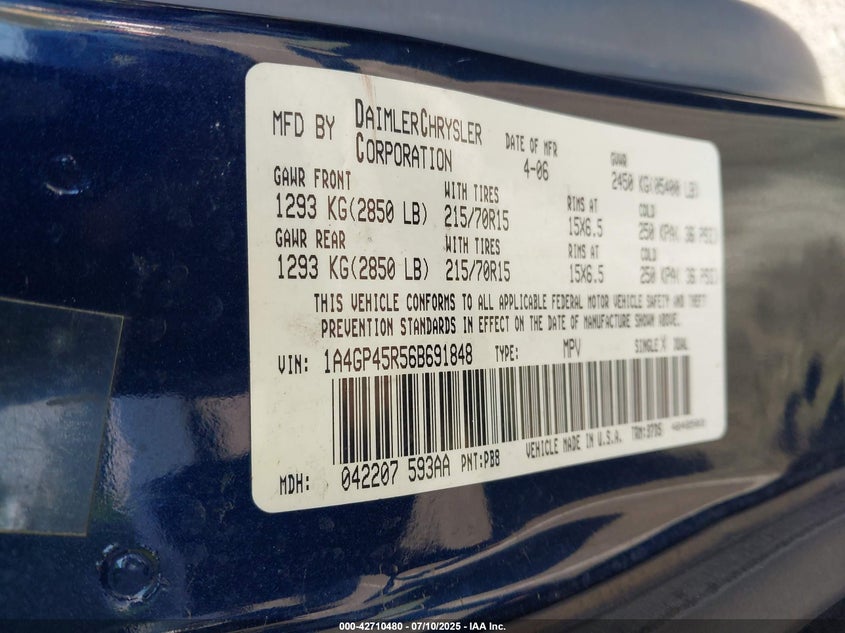 MFD BY DAIMLERCHRYSLER CORPORATION
DATE OF MFR 4-06
GVWR 2450 KG(05400 LB)
GAWR FRONT WITH TIRES RIMS AT COLD
1293 KG(2850 LB) 215/70R15 15X6.5 250 KPA( 36 PSI)
GAWR REAR WITH TIRES RIMS AT COLD
1293 KG(2850 LB) 215/70R15 15X6.5 250 KPA( 36 PSI)
THIS VEHICLE CONFORMS TO ALL APPLICABLE FEDERAL MOTOR VEHICLE SAFETY AND THEFT
PREVENTION STANDARDS IN EFFECT ON THE DATE OF MANUFACTURE SHOWN ABOVE.
VIN: 1A4GP45R56B691848 TYPE: MPV SINGLE X DUAL
MDH: 042207 593AA PNT:PB8 VEHICLE MADE IN U.S.A.
000-42710480 - 07/10/2025 - IAA Inc.